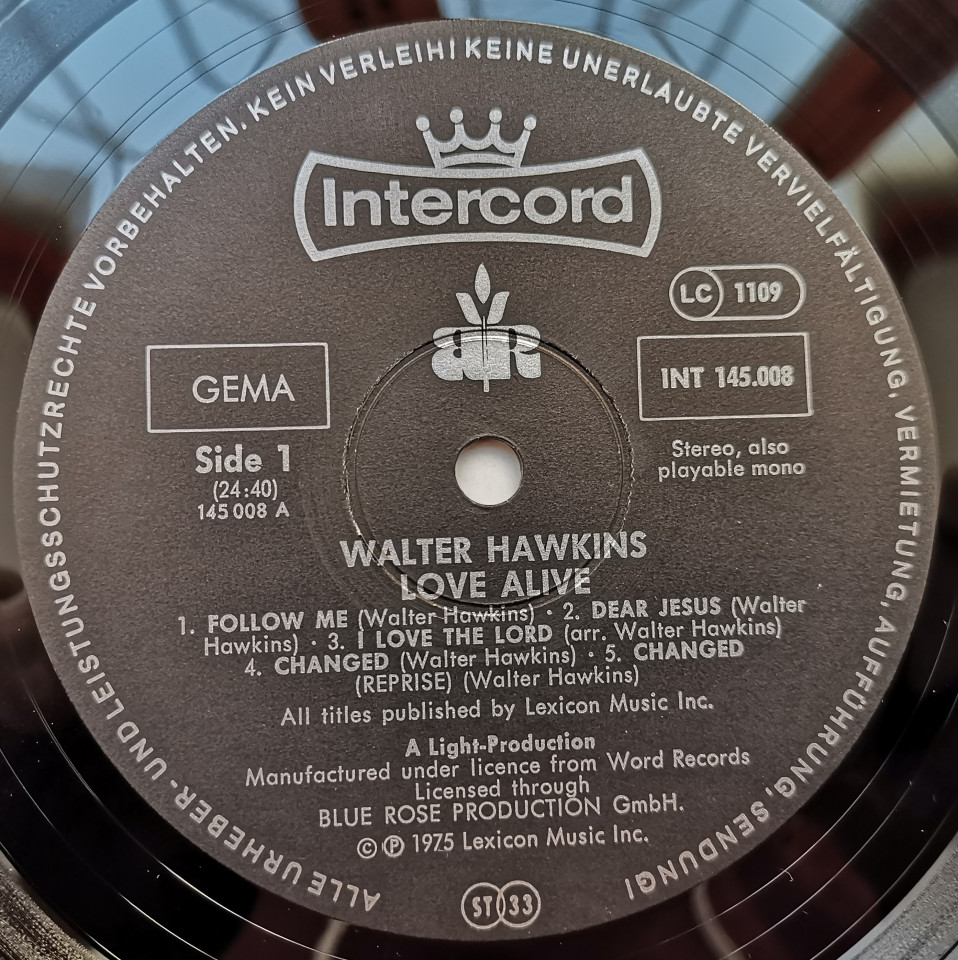 ALLE URHEBER- UND LEISTUNGSSCHUTZRECHTE VORBEHALTEN. KEIN VERLEIH! KEINE UNERLAUBTE VERVIELFÄLTIGUNG, VERMIETUNG, AUFFÜHRUNG, SENDUNG!
Intercord
BR
LC 1109
GEMA
INT 145.008
Side 1
(24:40)
145 008 A
Stereo, also
playable mono
WALTER HAWKINS
LOVE ALIVE
1. FOLLOW ME (Walter Hawkins) · 2. DEAR JESUS (Walter
Hawkins) · 3. I LOVE THE LORD (arr. Walter Hawkins)
4. CHANGED (Walter Hawkins) · 5. CHANGED
(REPRISE) (Walter Hawkins)
All titles published by Lexicon Music Inc.
A Light-Production
Manufactured under licence from Word Records
Licensed through
BLUE ROSE PRODUCTION GmbH.
© ℗ 1975 Lexicon Music Inc.
ST 33